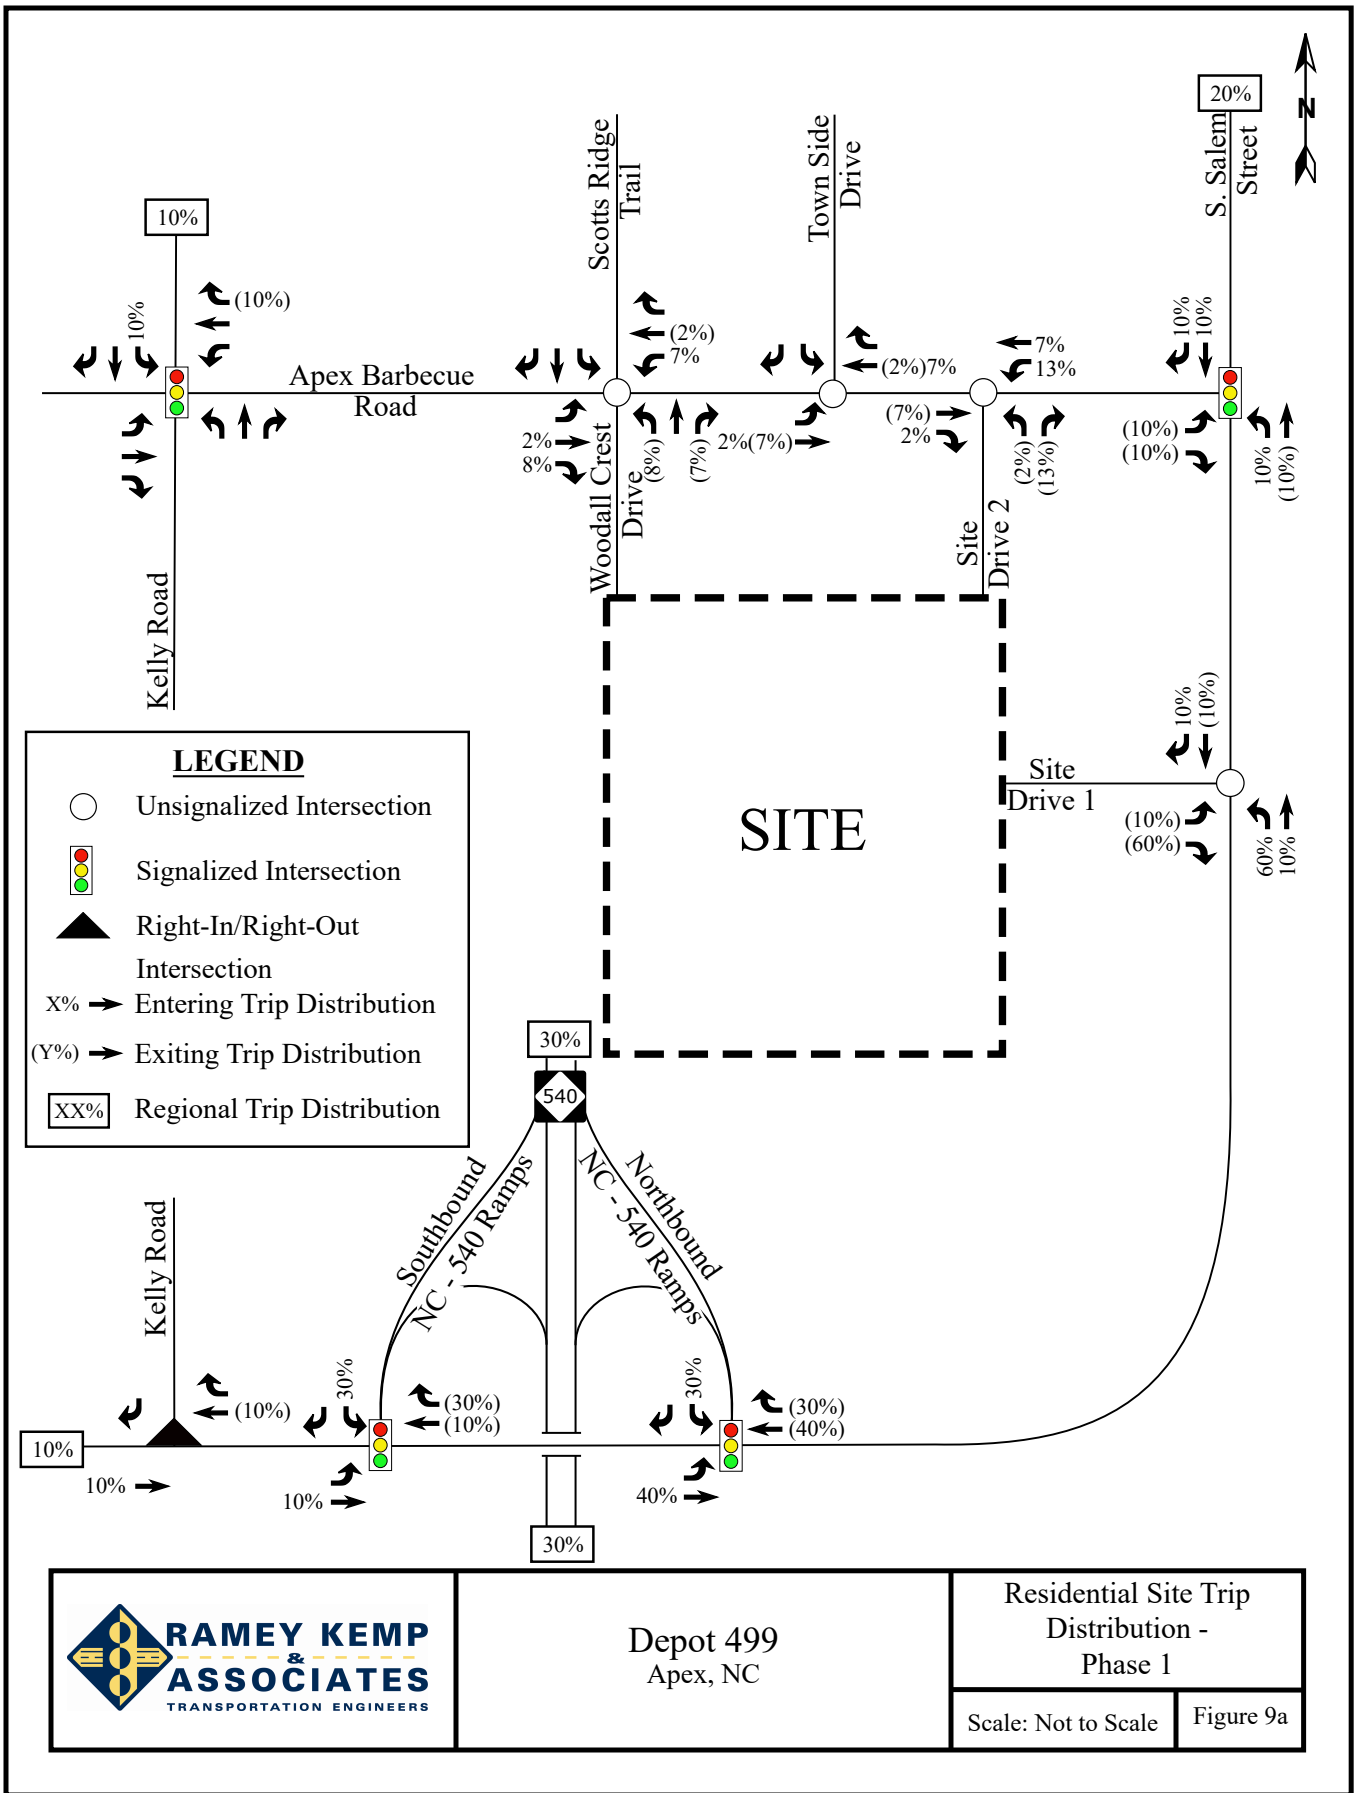 20%
N
S. Salem
Street
Scotts Ridge
Trail
Town Side
Drive
10%
10%
(10%)
(2%)
7%
(2%)7%
7%
13%
10%
10%
Apex Barbecue
Road
2%
8%
(8%)
(7%)
2%(7%)
(7%)
2%
(2%)
(13%)
(10%)
(10%)
10%
(10%)
Woodall Crest
Drive
Site
Drive 2
Kelly Road
10%
(10%)
LEGEND
Unsignalized Intersection
Signalized Intersection
Right-In/Right-Out
Intersection
X% Entering Trip Distribution
(Y%) Exiting Trip Distribution
XX% Regional Trip Distribution
SITE
Site
Drive 1
(10%)
(60%)
60%
10%
30%
540
Southbound
NC - 540 Ramps
Northbound
NC - 540 Ramps
Kelly Road
(10%)
30%
(30%)
(10%)
30%
(30%)
(40%)
10%
10%
10%
40%
30%
RAMEY KEMP
&
ASSOCIATES
TRANSPORTATION ENGINEERS
Depot 499
Apex, NC
Residential Site Trip
Distribution -
Phase 1
Scale: Not to Scale
Figure 9a